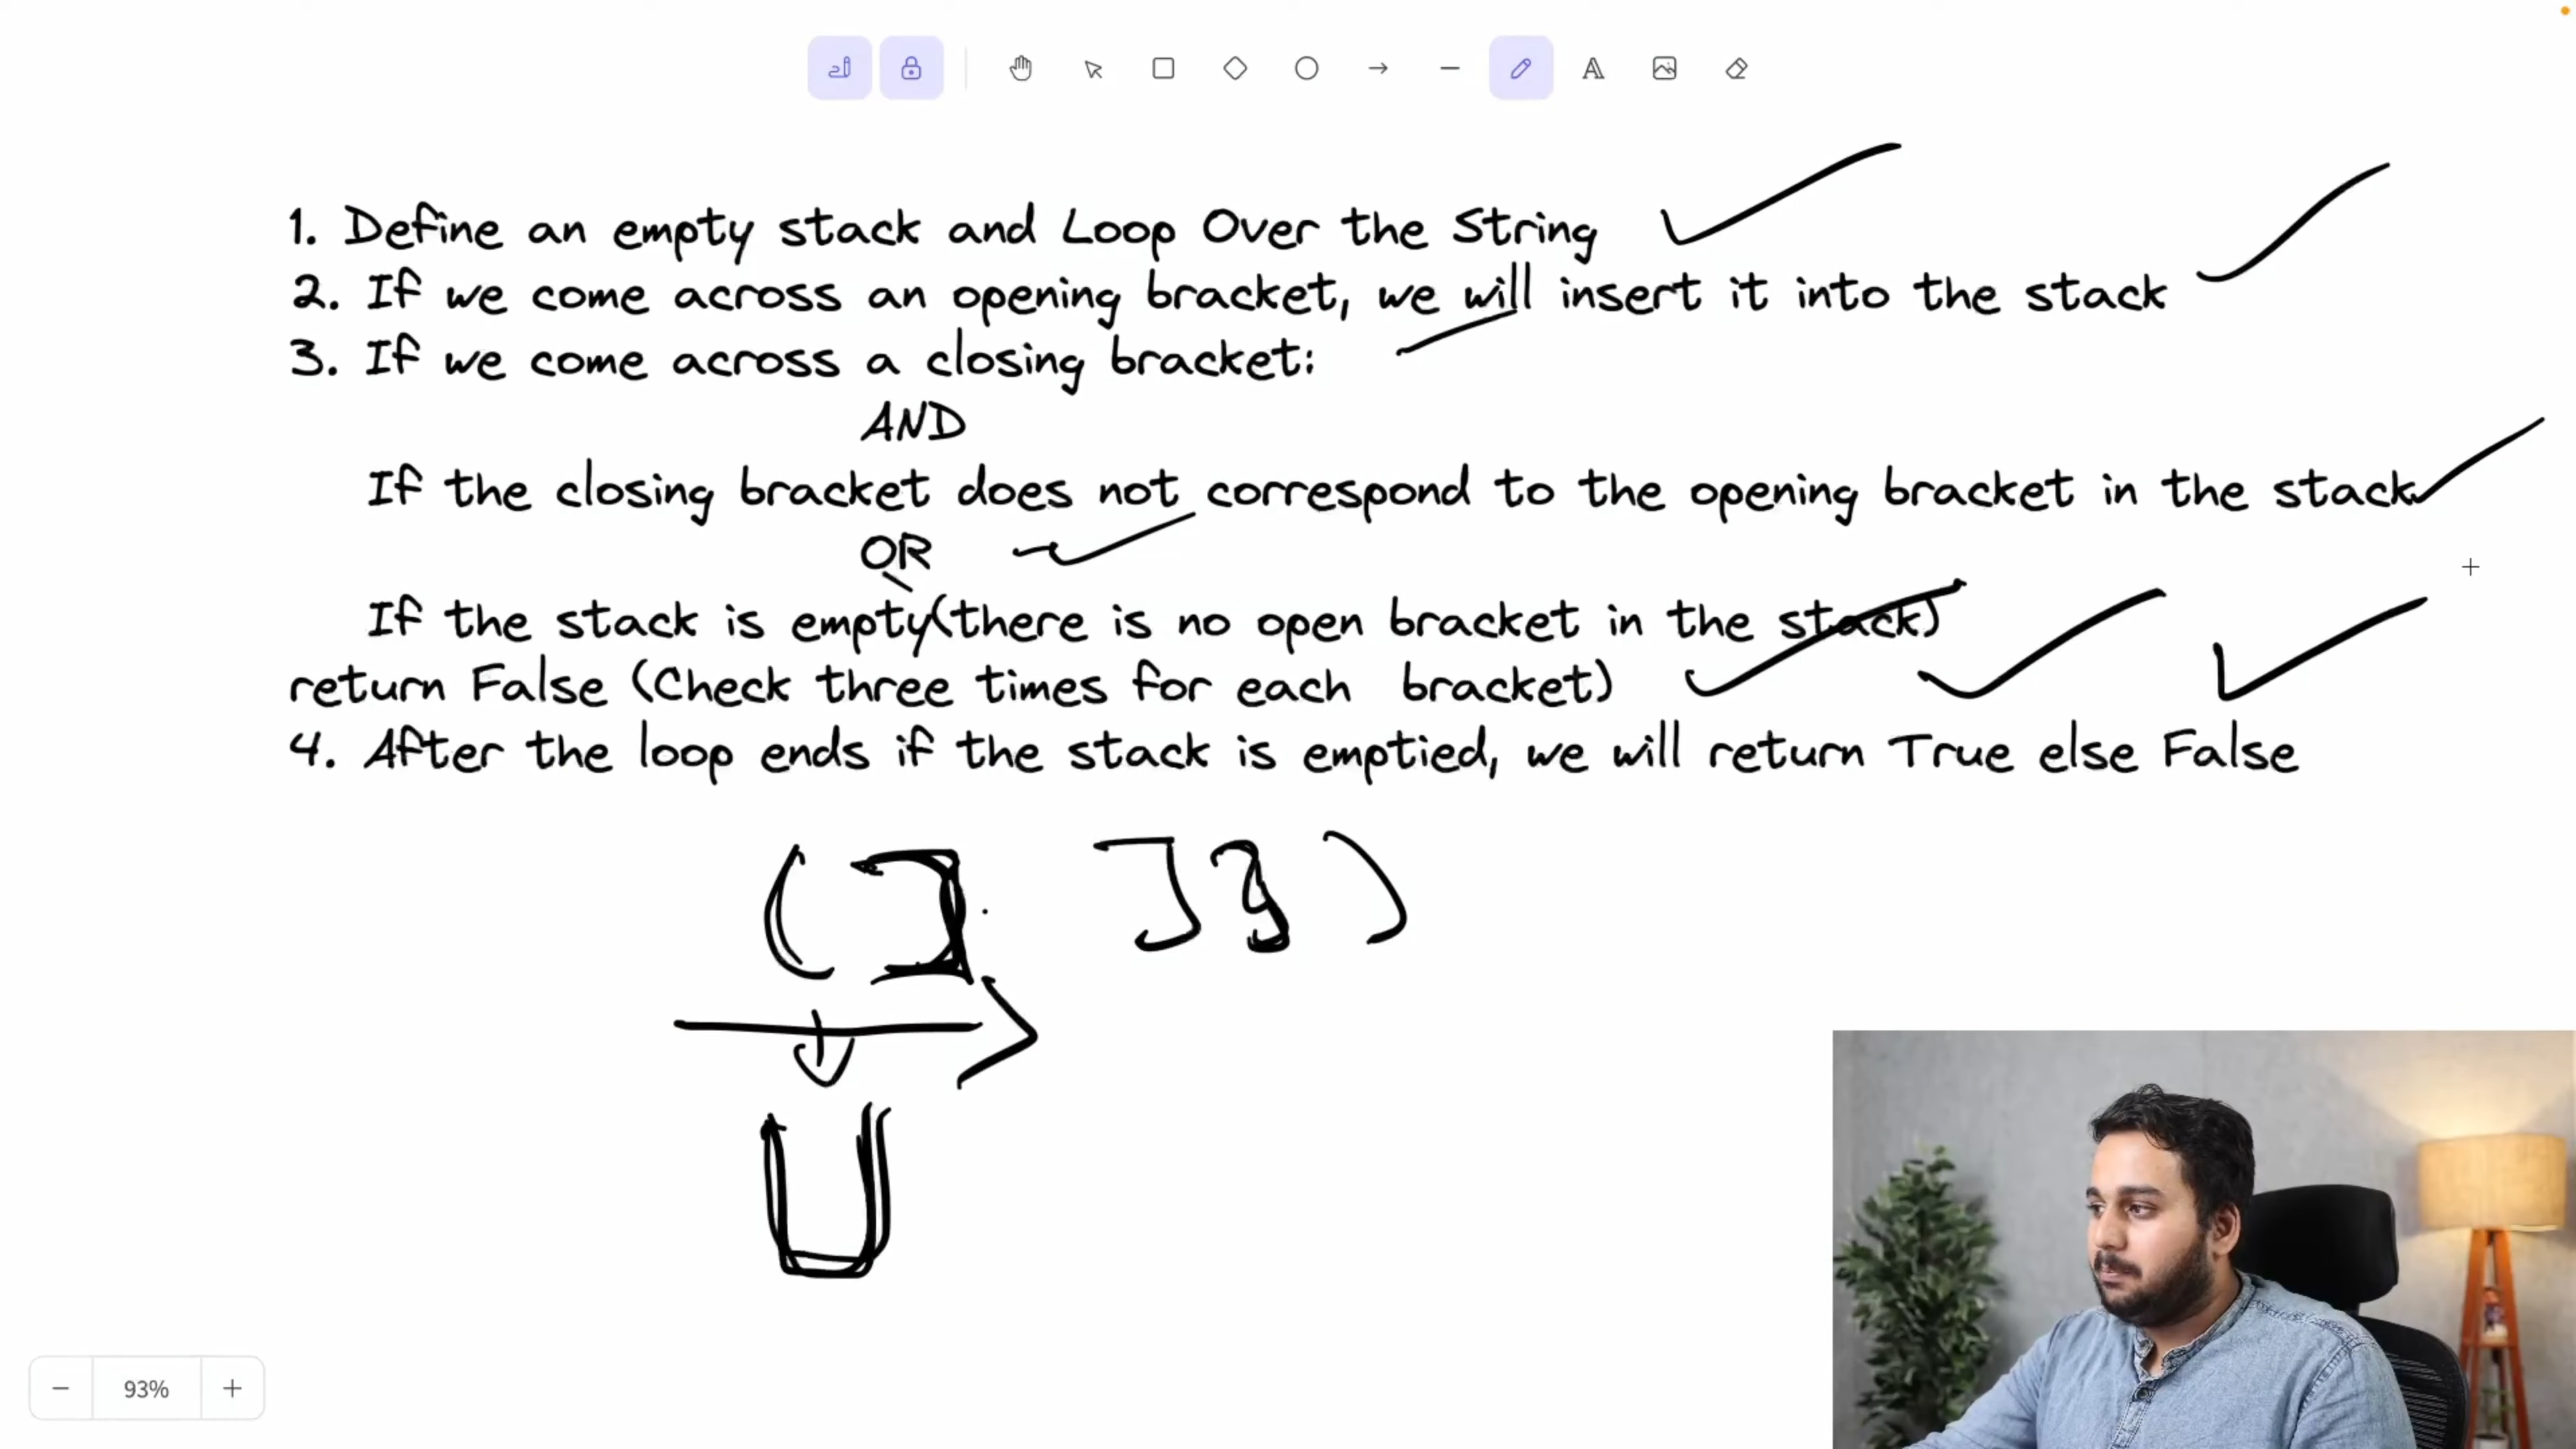 1. Define an empty stack and Loop Over the String
2. If we come across an opening bracket, we will insert it into the stack
3. If we come across a closing bracket:
AND
If the closing bracket does not correspond to the opening bracket in the stack
OR
If the stack is empty(there is no open bracket in the stack)
return False (Check three times for each bracket)
4. After the loop ends if the stack is emptied, we will return True else False
( ] ] } )
93%